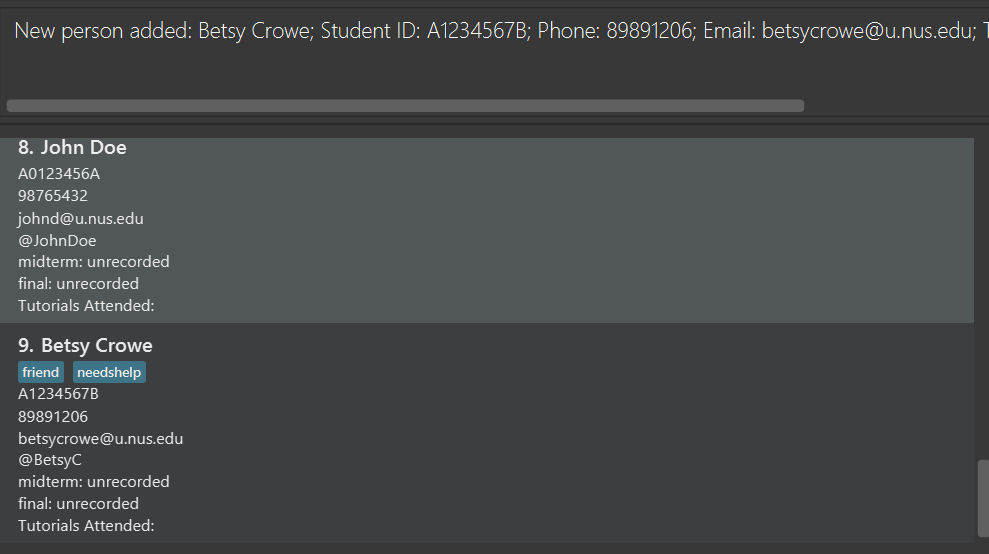 New person added: Betsy Crowe; Student ID: A1234567B; Phone: 89891206; Email: betsycrowe@u.nus.edu;
8. John Doe
A0123456A
98765432
johnd@u.nus.edu
@JohnDoe
midterm: unrecorded
final: unrecorded
Tutorials Attended:
9. Betsy Crowe
friend needshelp
A1234567B
89891206
betsycrowe@u.nus.edu
@BetsyC
midterm: unrecorded
final: unrecorded
Tutorials Attended: